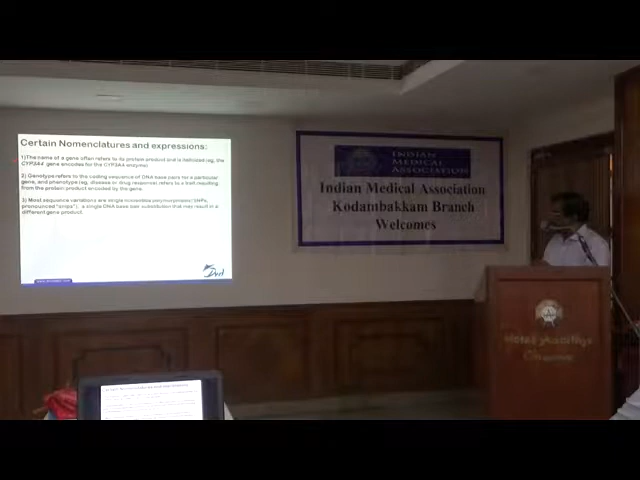 Certain Nomenclatures and expressions:
1)The name of a gene often refers to its protein product and is italicized (eg. the
CYP3A4 gene encodes for the CYP3A4 enzyme)
2) Genotype refers to the coding sequence of DNA base pairs for a particular
gene, and phenotype (eg. disease or drug response) refers to a trait resulting
from the protein product encoded by the gene.
3) Most sequence variations are single nucleotide polymorphisms (SNPs,
pronounced "snips"), a single DNA base pair substitution that may result in a
different gene product.
INDIAN
MEDICAL
ASSOCIATION
Indian Medical Association
Kodambakkam Branch
Welcomes
Hotel